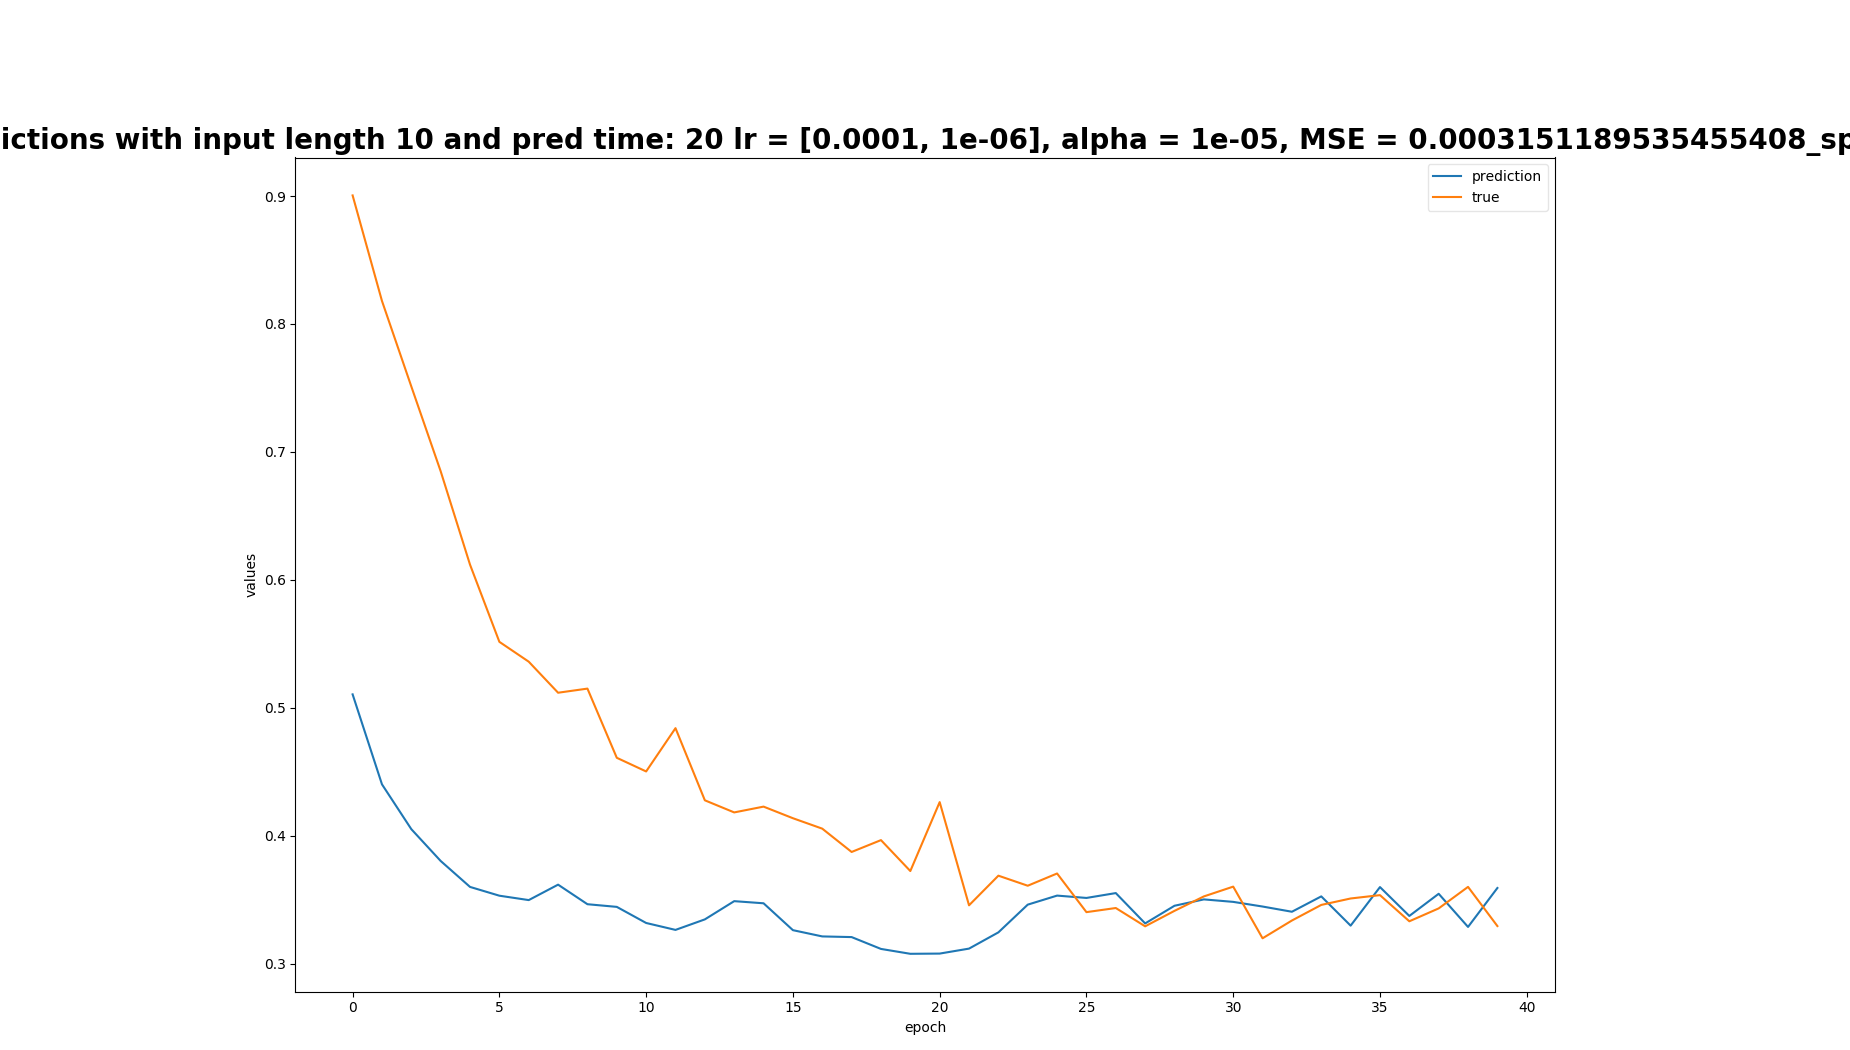 ictions with input length 10 and pred time: 20 lr = [0.0001, 1e-06], alpha = 1e-05, MSE = 0.0003151189535455408_sp
prediction
true
0.9
0.8
0.7
0.6
0.5
0.4
0.3
values
0 5 10 15 20 25 30 35 40
epoch